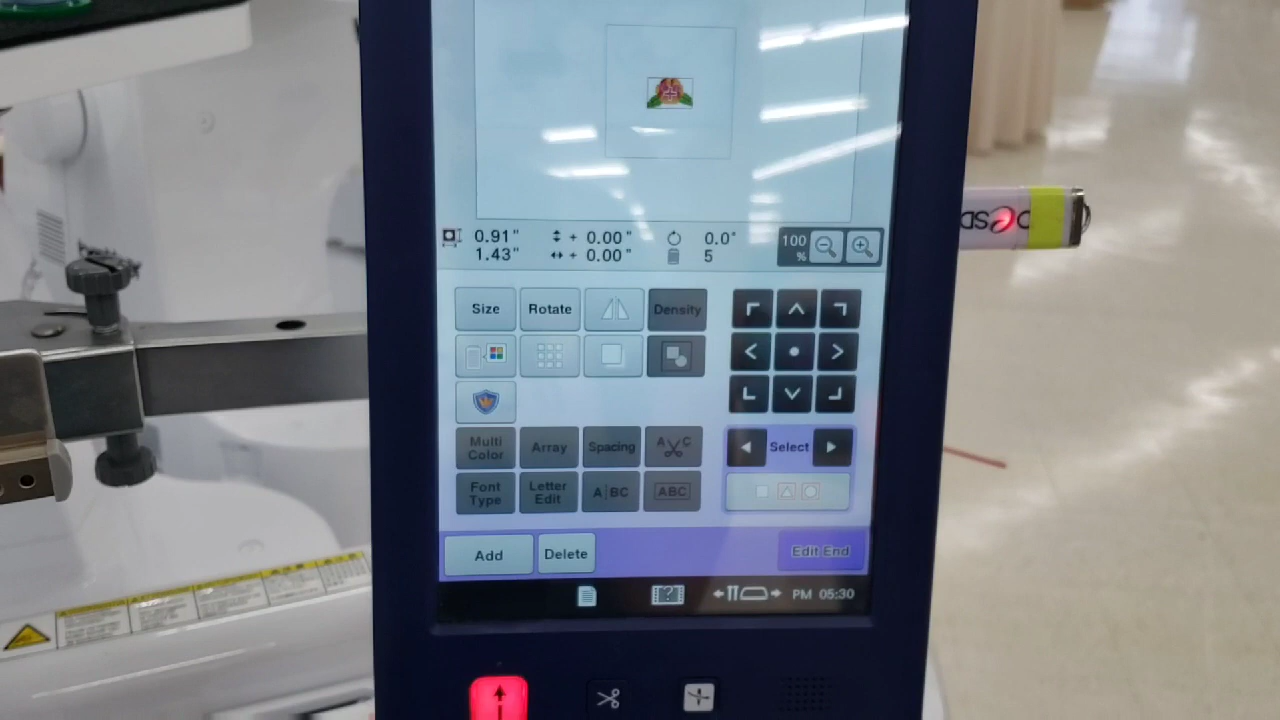 0.91" + 0.00" 0.0° 100
1.43" + 0.00" 5 %
Size Rotate Density
Multi Color Array Spacing A C
Select
Font Type Letter Edit A BC ABC
Add Delete Edit End
? PM 05:30